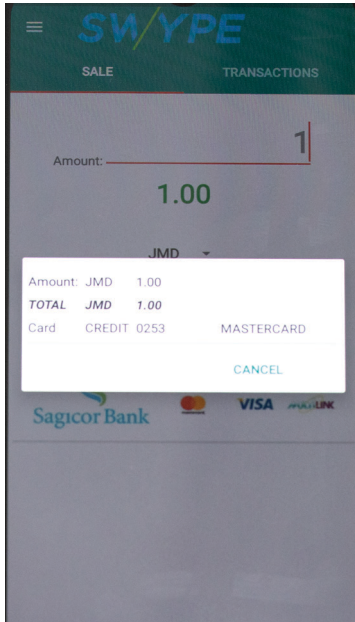 SWYPE
SALE TRANSACTIONS
1
Amount:
1.00
JMD
Amount: JMD 1.00
TOTAL JMD 1.00
Card CREDIT 0253 MASTERCARD
CANCEL
Sagicor Bank VISA MULTILINK